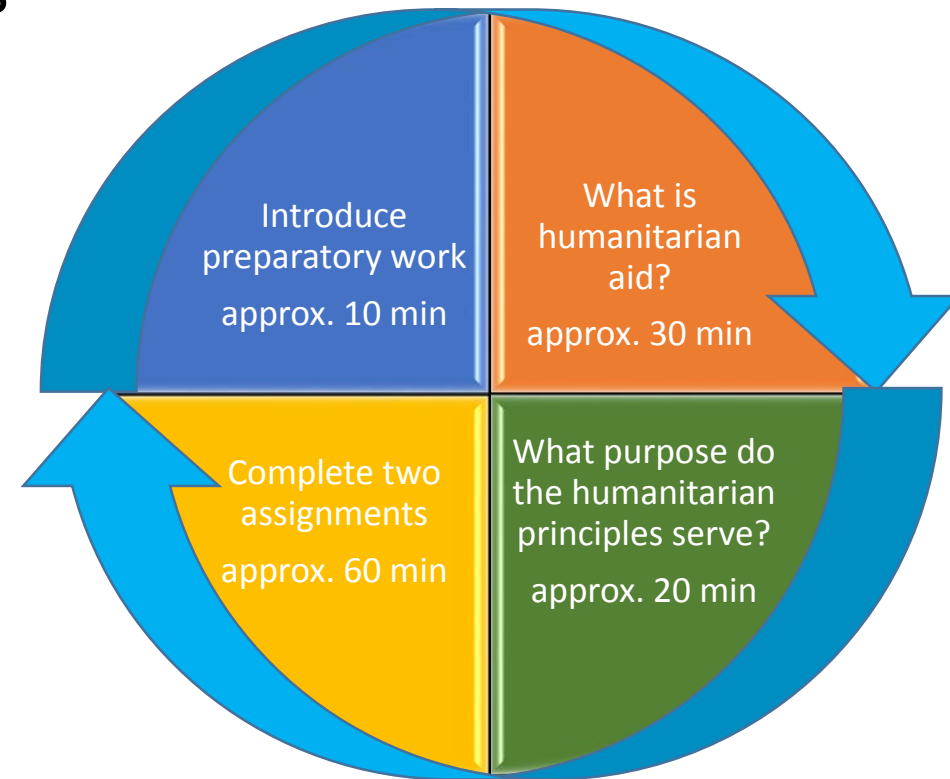 Introduce
preparatory work
approx. 10 min
What is
humanitarian
aid?
approx. 30 min
What purpose do
the humanitarian
principles serve?
approx. 20 min
Complete two
assignments
approx. 60 min